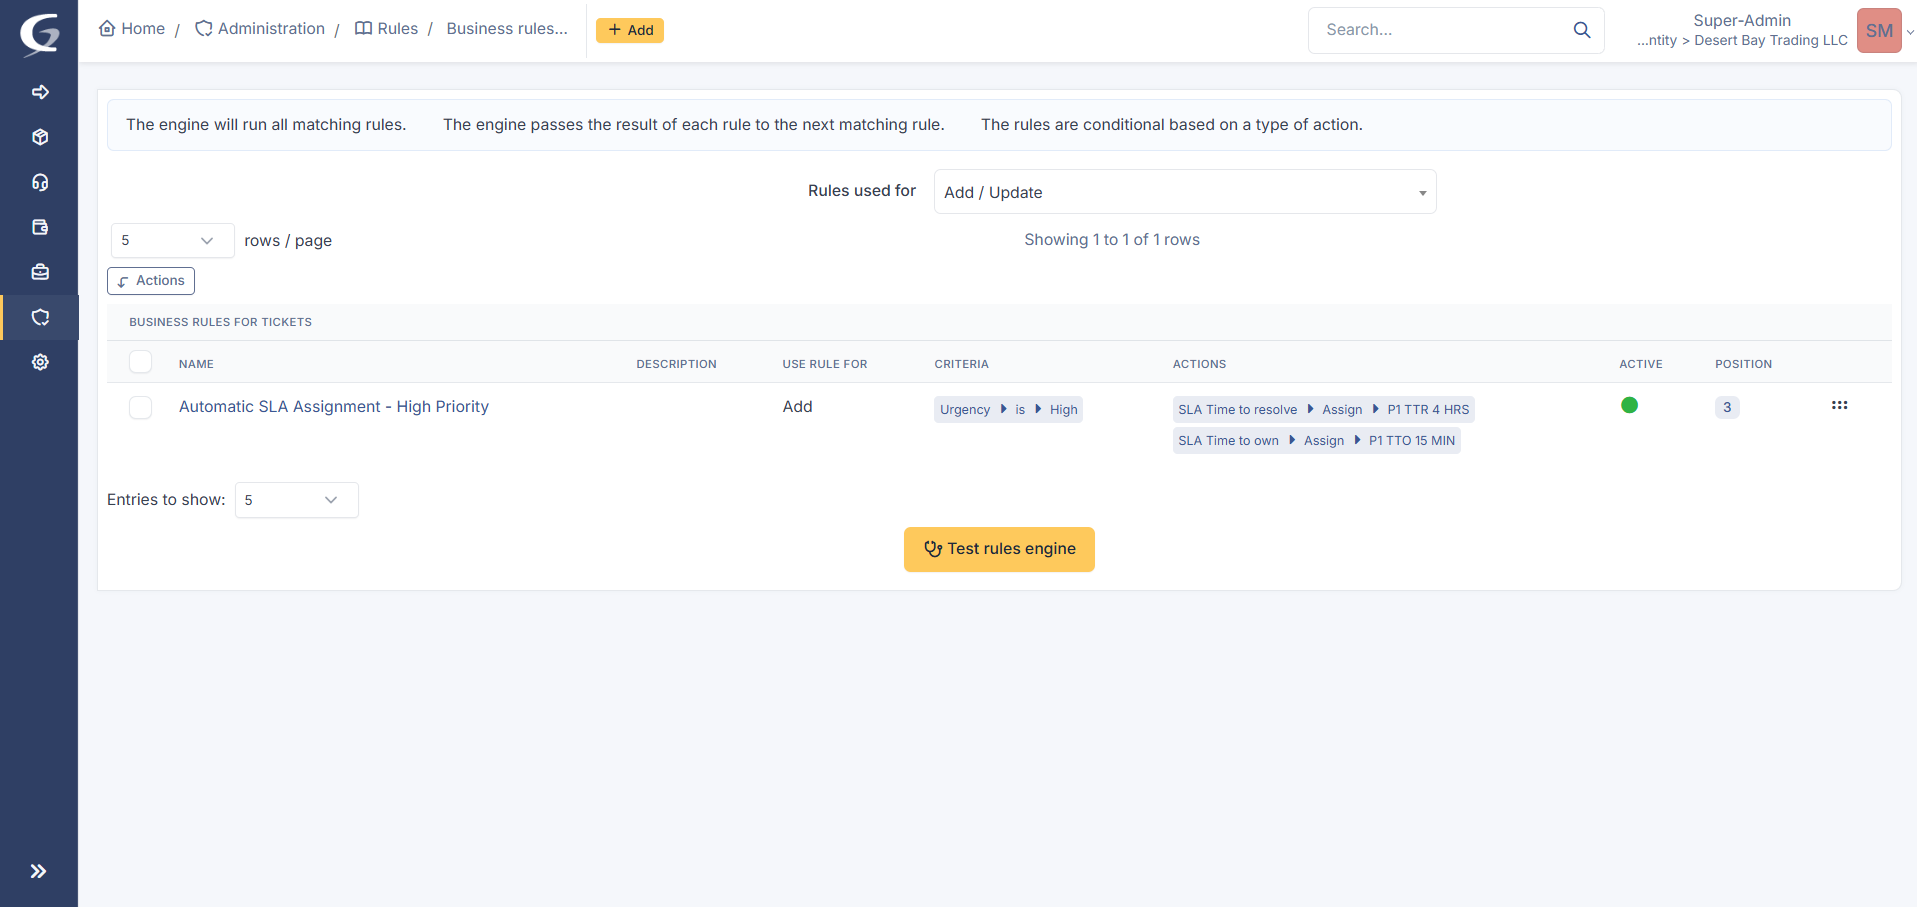 Home / Administration / Rules / Business rules... + Add
Search...
Super-Admin
...ntity > Desert Bay Trading LLC
SM
The engine will run all matching rules. The engine passes the result of each rule to the next matching rule. The rules are conditional based on a type of action.
Rules used for Add / Update
5 rows / page Showing 1 to 1 of 1 rows
Actions
BUSINESS RULES FOR TICKETS
NAME DESCRIPTION USE RULE FOR CRITERIA ACTIONS ACTIVE POSITION
Automatic SLA Assignment - High Priority Add Urgency is High SLA Time to resolve Assign P1 TTR 4 HRS 3
SLA Time to own Assign P1 TTO 15 MIN
Entries to show: 5
Test rules engine